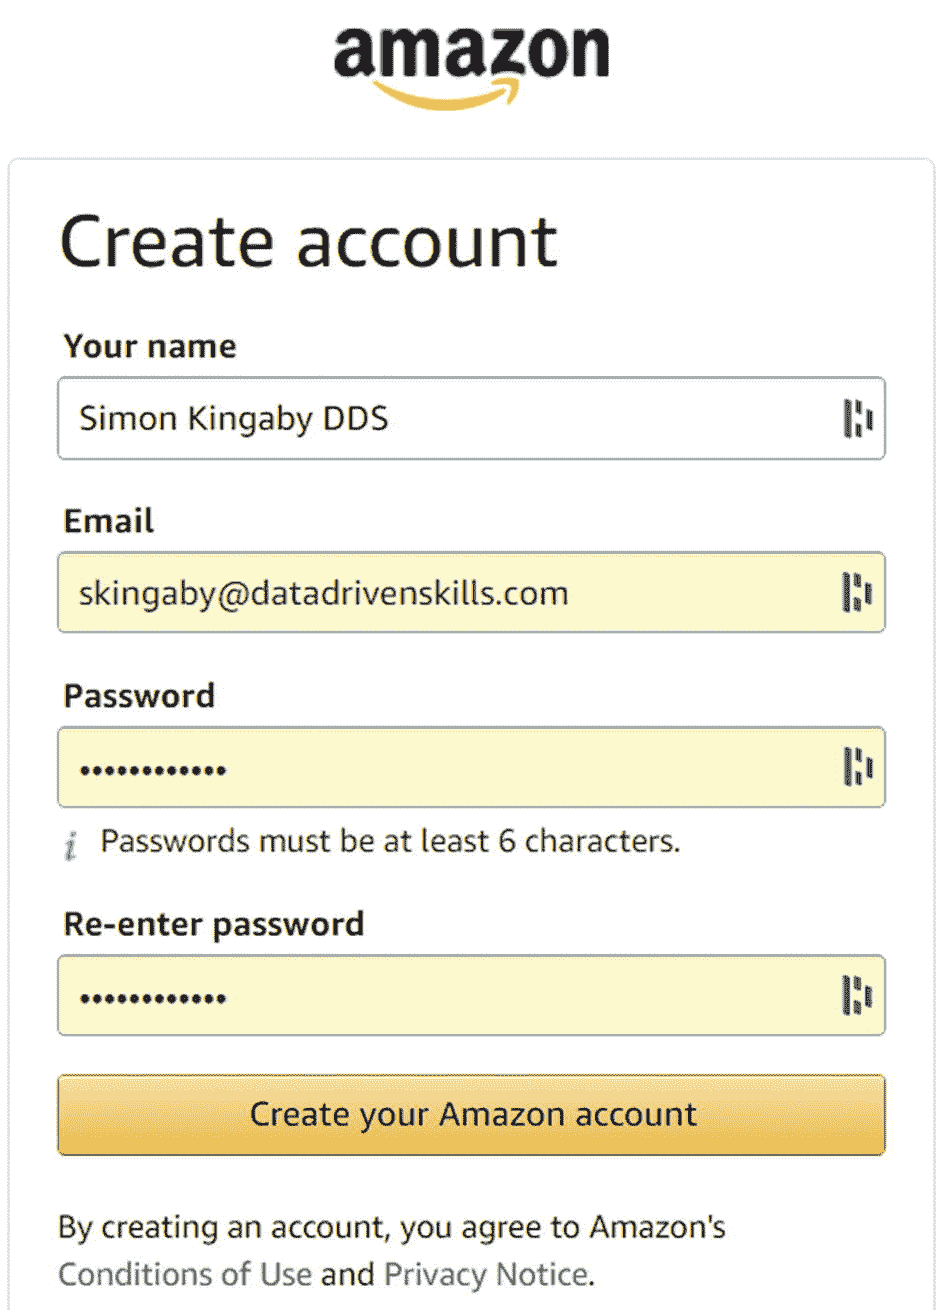 amazon
Create account
Your name
Simon Kingaby DDS
Email
skingaby@datadrivenskills.com
Password
••••••••••••
i Passwords must be at least 6 characters.
Re-enter password
••••••••••••
Create your Amazon account
By creating an account, you agree to Amazon's
Conditions of Use and Privacy Notice.